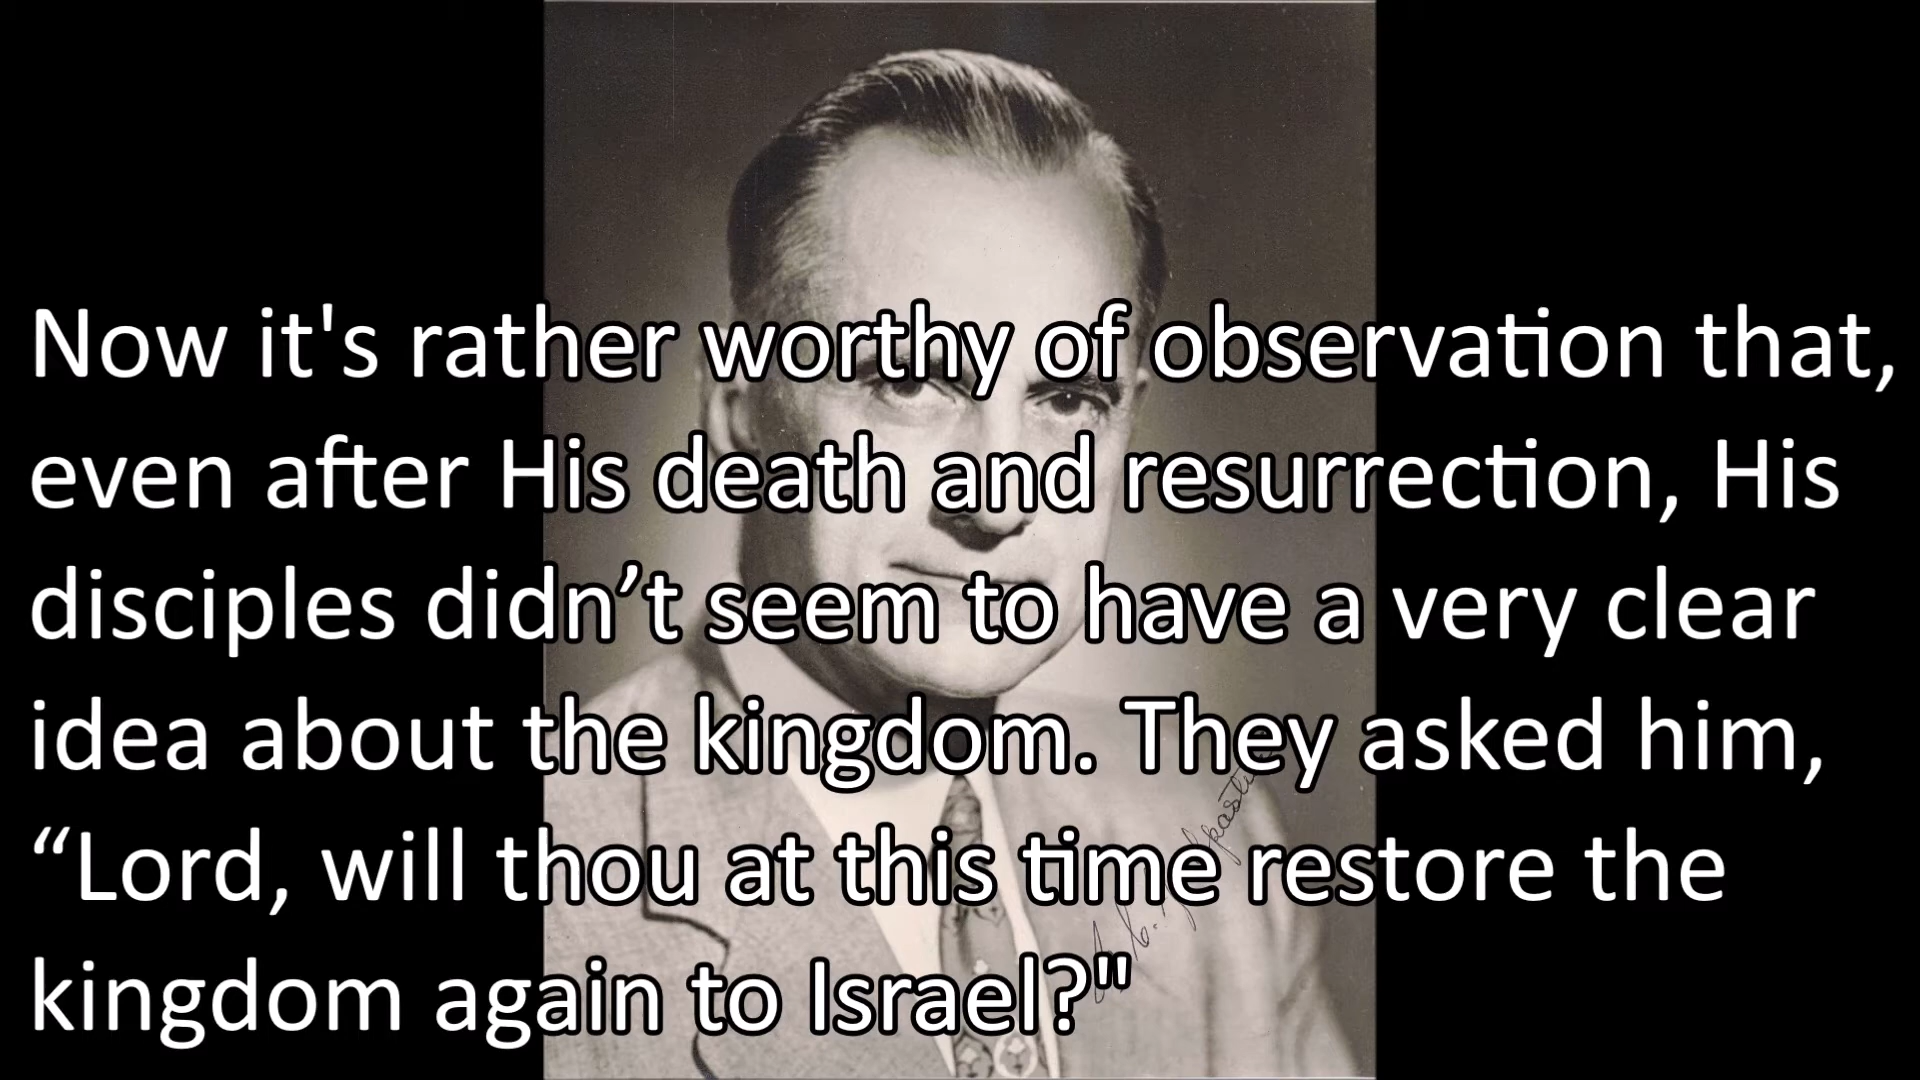 Now it's rather worthy of observation that,
even after His death and resurrection, His
disciples didn’t seem to have a very clear
idea about the kingdom. They asked him,
“Lord, will thou at this time restore the
kingdom again to Israel?"